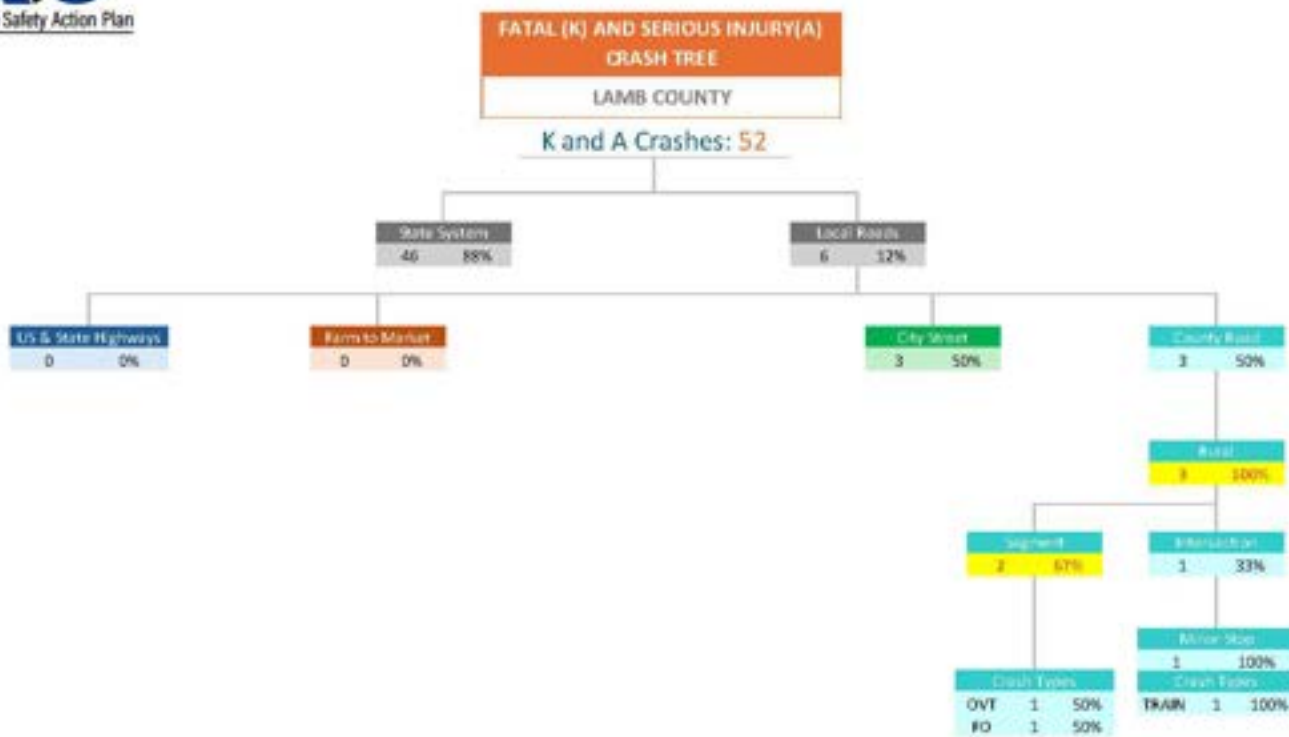 Safety Action Plan
FATAL (K) AND SERIOUS INJURY(A)
CRASH TREE
LAMB COUNTY
K and A Crashes: 52
State System
46 88%
Local Roads
6 12%
US & State Highways
0 0%
Farm to Market
0 0%
City Street
3 50%
County Road
3 50%
Rural
3 100%
Segment
2 67%
Intersection
1 33%
Minor Stop
1 100%
Crash Types
OVT 1 50%
FO 1 50%
Crash Types
TRAIN 1 100%